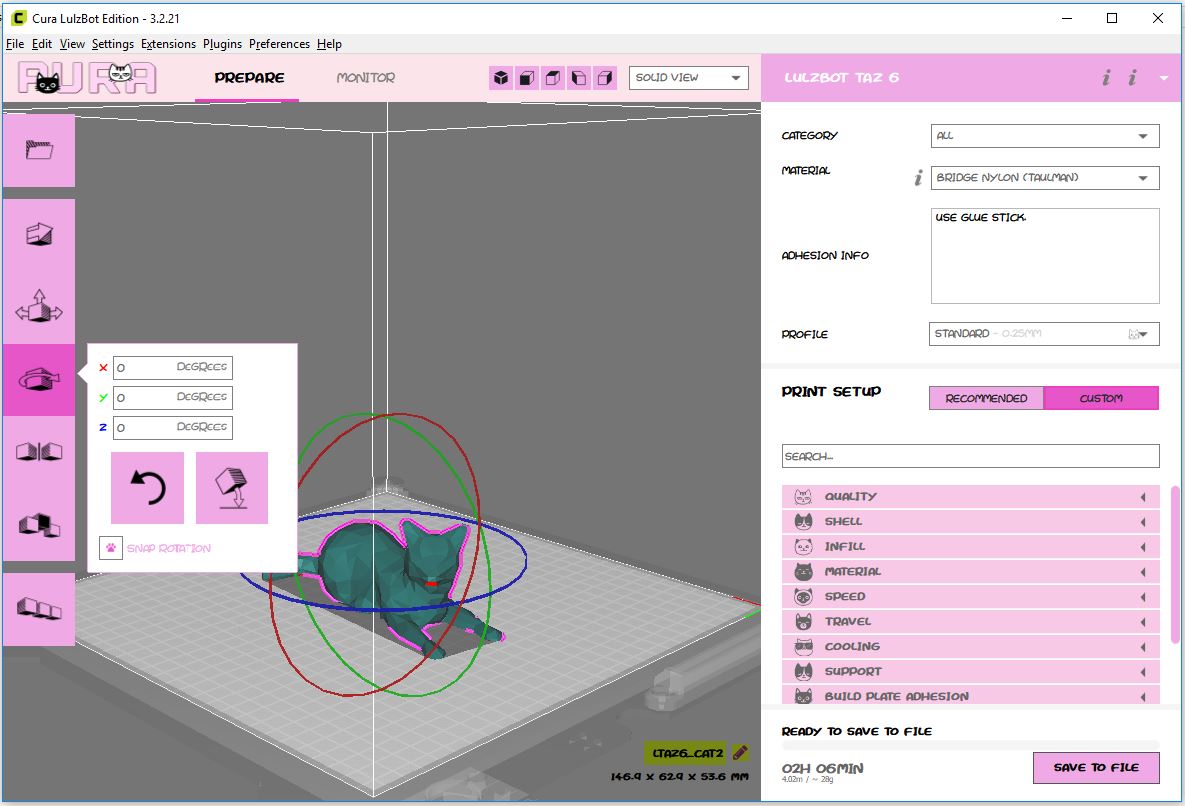 Cura LulzBot Edition - 3.2.21
File Edit View Settings Extensions Plugins Preferences Help
PURA PREPARE MONITOR SOLID VIEW LULZBOT TAZ 6 i i
CATEGORY ALL
MATERIAL i BRIDGE NYLON (TAULMAN)
ADHESION INFO USE GLUE STICK.
PROFILE STANDARD - 0.25MM
PRINT SETUP RECOMMENDED CUSTOM
SEARCH...
X 0 DEGREES
Y 0 DEGREES
Z 0 DEGREES
SNAP ROTATION
QUALITY
SHELL
INFILL
MATERIAL
SPEED
TRAVEL
COOLING
SUPPORT
BUILD PLATE ADHESION
LTAZ6_CAT2
146.9 X 62.9 X 53.6 MM
READY TO SAVE TO FILE
02H 06MIN
4.02m / ~ 28g
SAVE TO FILE